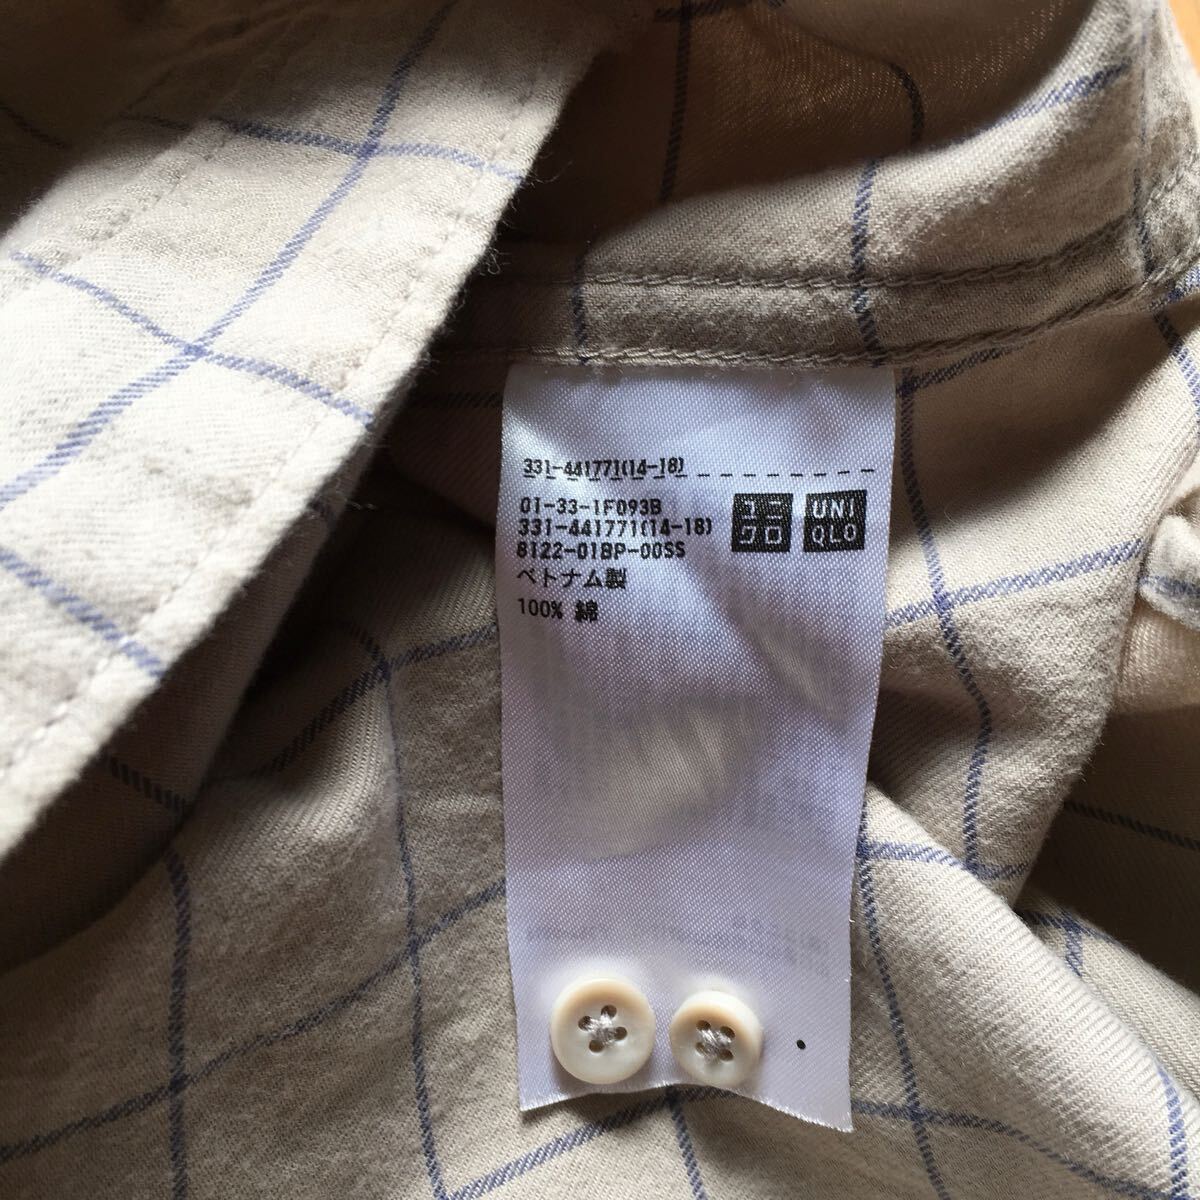 331-441771(14-18)
01-33-1F093B
331-441771(14-18)
8122-01BP-00SS
ベトナム製
100% 綿
ユニ
クロ
UNI
QLO